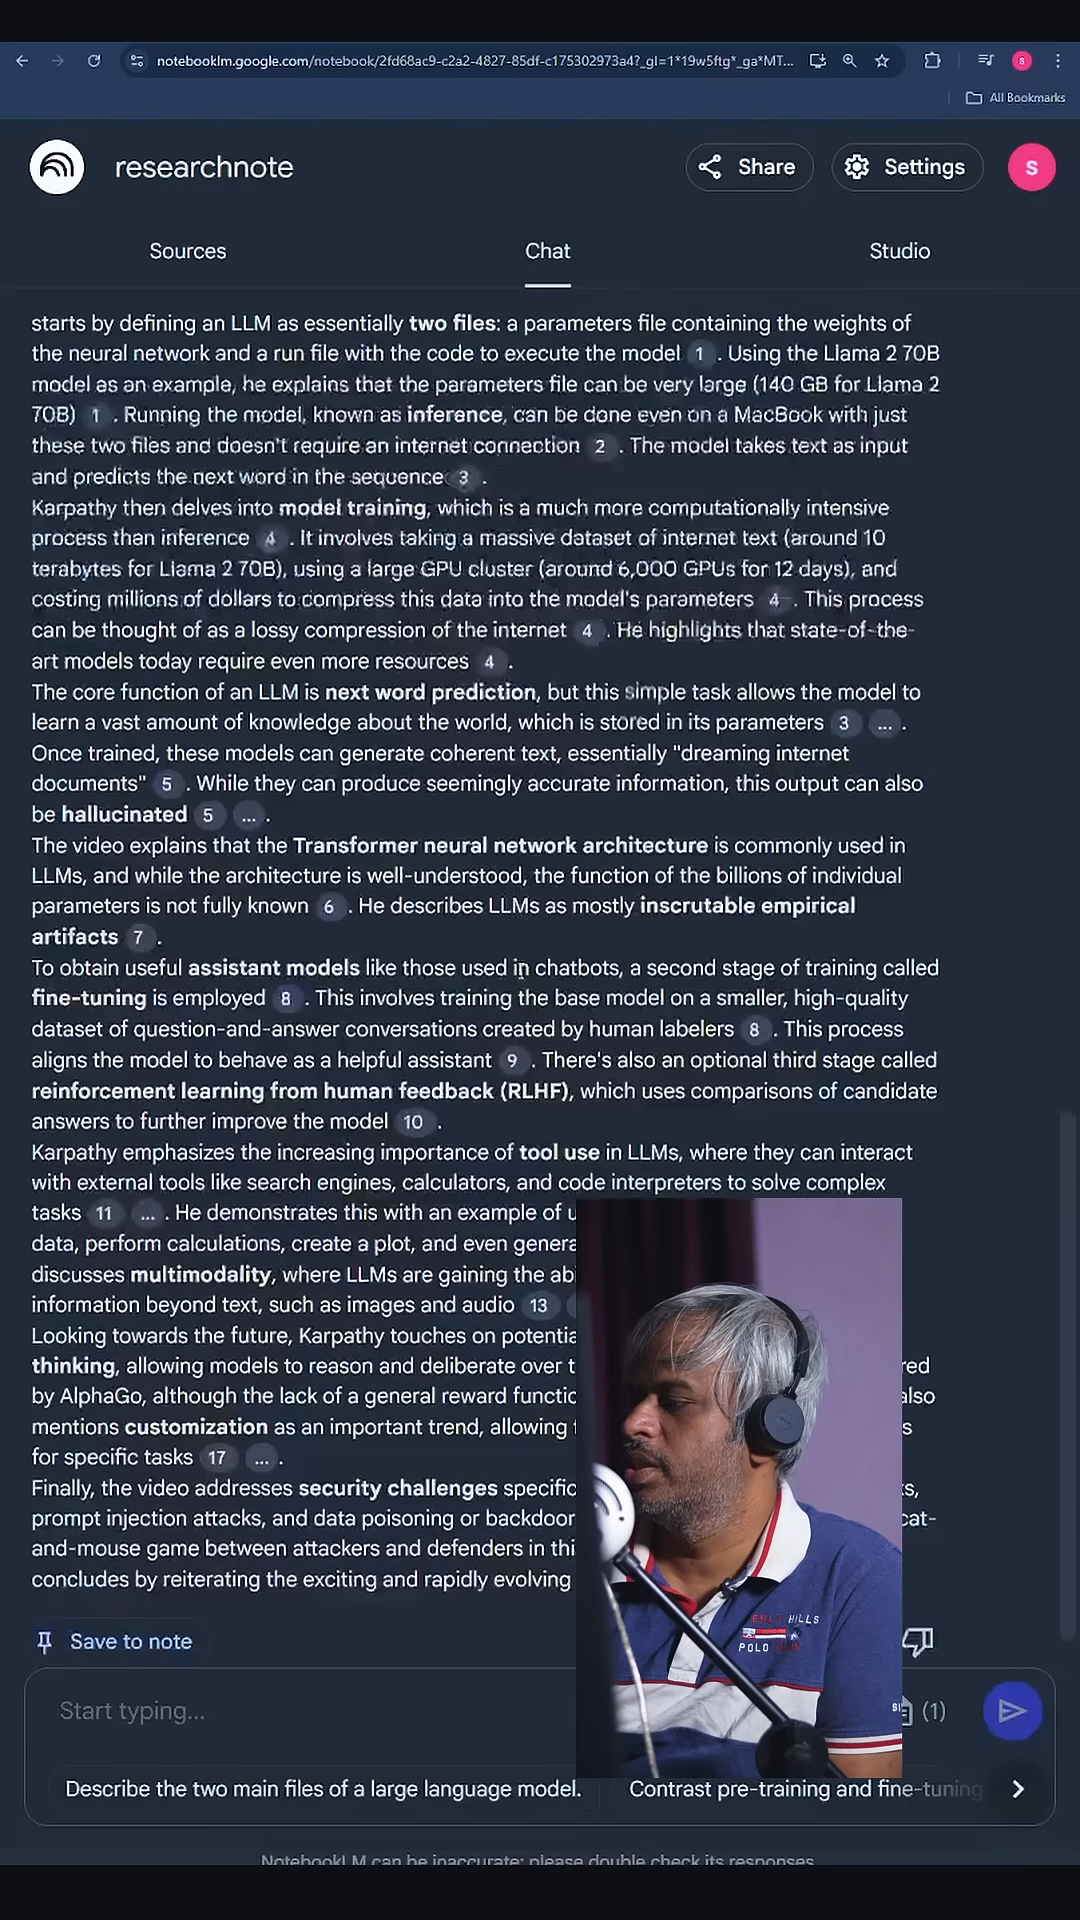 notebooklm.google.com/notebook/2fd68ac9-c2a2-4827-85df-c175302973a4?_gl=1*19w5ftg*_ga*MT...
S
All Bookmarks
researchnote
Share
Settings
S
Sources
Chat
Studio
starts by defining an LLM as essentially two files: a parameters file containing the weights of
the neural network and a run file with the code to execute the model 1 . Using the Llama 2 70B
model as an example, he explains that the parameters file can be very large (140 GB for Llama 2
70B) 1 . Running the model, known as inference, can be done even on a MacBook with just
these two files and doesn't require an internet connection 2 . The model takes text as input
and predicts the next word in the sequence 3 .
Karpathy then delves into model training, which is a much more computationally intensive
process than inference 4 . It involves taking a massive dataset of internet text (around 10
terabytes for Llama 2 70B), using a large GPU cluster (around 6,000 GPUs for 12 days), and
costing millions of dollars to compress this data into the model's parameters 4 . This process
can be thought of as a lossy compression of the internet 4 . He highlights that state-of-the-
art models today require even more resources 4 .
The core function of an LLM is next word prediction, but this simple task allows the model to
learn a vast amount of knowledge about the world, which is stored in its parameters 3 ... .
Once trained, these models can generate coherent text, essentially "dreaming internet
documents" 5 . While they can produce seemingly accurate information, this output can also
be hallucinated 5 ... .
The video explains that the Transformer neural network architecture is commonly used in
LLMs, and while the architecture is well-understood, the function of the billions of individual
parameters is not fully known 6 . He describes LLMs as mostly inscrutable empirical
artifacts 7 .
To obtain useful assistant models like those used in chatbots, a second stage of training called
fine-tuning is employed 8 . This involves training the base model on a smaller, high-quality
dataset of question-and-answer conversations created by human labelers 8 . This process
aligns the model to behave as a helpful assistant 9 . There's also an optional third stage called
reinforcement learning from human feedback (RLHF), which uses comparisons of candidate
answers to further improve the model 10 .
Karpathy emphasizes the increasing importance of tool use in LLMs, where they can interact
with external tools like search engines, calculators, and code interpreters to solve complex
tasks 11 ... . He demonstrates this with an example of
data, perform calculations, create a plot, and even
discusses multimodality, where LLMs are gaining the
information beyond text, such as images and audio 13
Looking towards the future, Karpathy touches on
thinking, allowing models to reason and deliberate over
by AlphaGo, although the lack of a general reward also
mentions customization as an important trend, allowing
for specific tasks 17 ... .
Finally, the video addresses security challenges
prompt injection attacks, and data poisoning or cat-
and-mouse game between attackers and defenders in
concludes by reiterating the exciting and rapidly evolving
HILLS
POLO
Save to note
Start typing...
(1)
Describe the two main files of a large language model.
Contrast pre-training and fine-tuning
NotebookLM can be inaccurate; please double check its responses.